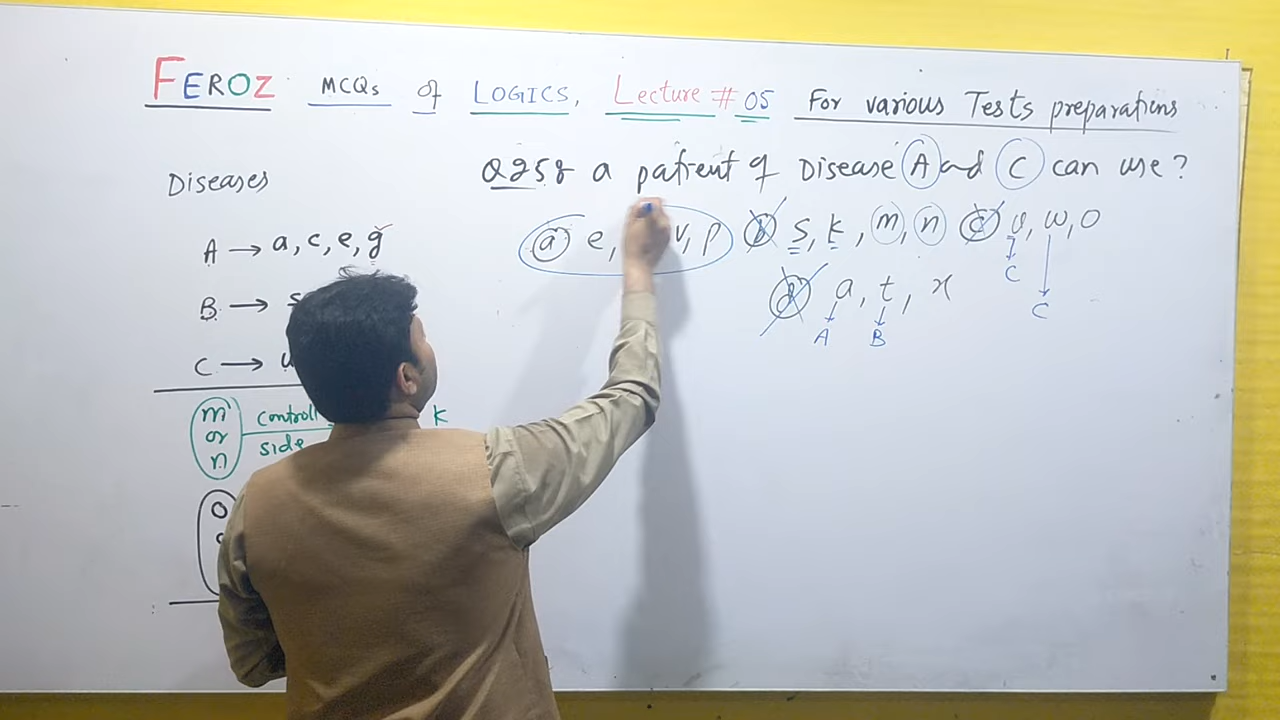 FEROZ MCQs of LOGICS, Lecture # 05 For various Tests preparations
Diseases
A → a, c, e, g
B → s
C →
m or n
controll
side
k
O
Q25: a patient of Disease A and C can use?
(a) e, v, p
(b) s, k, m, n
(c) v, w, o
C
C
(d) a, t, x
A B